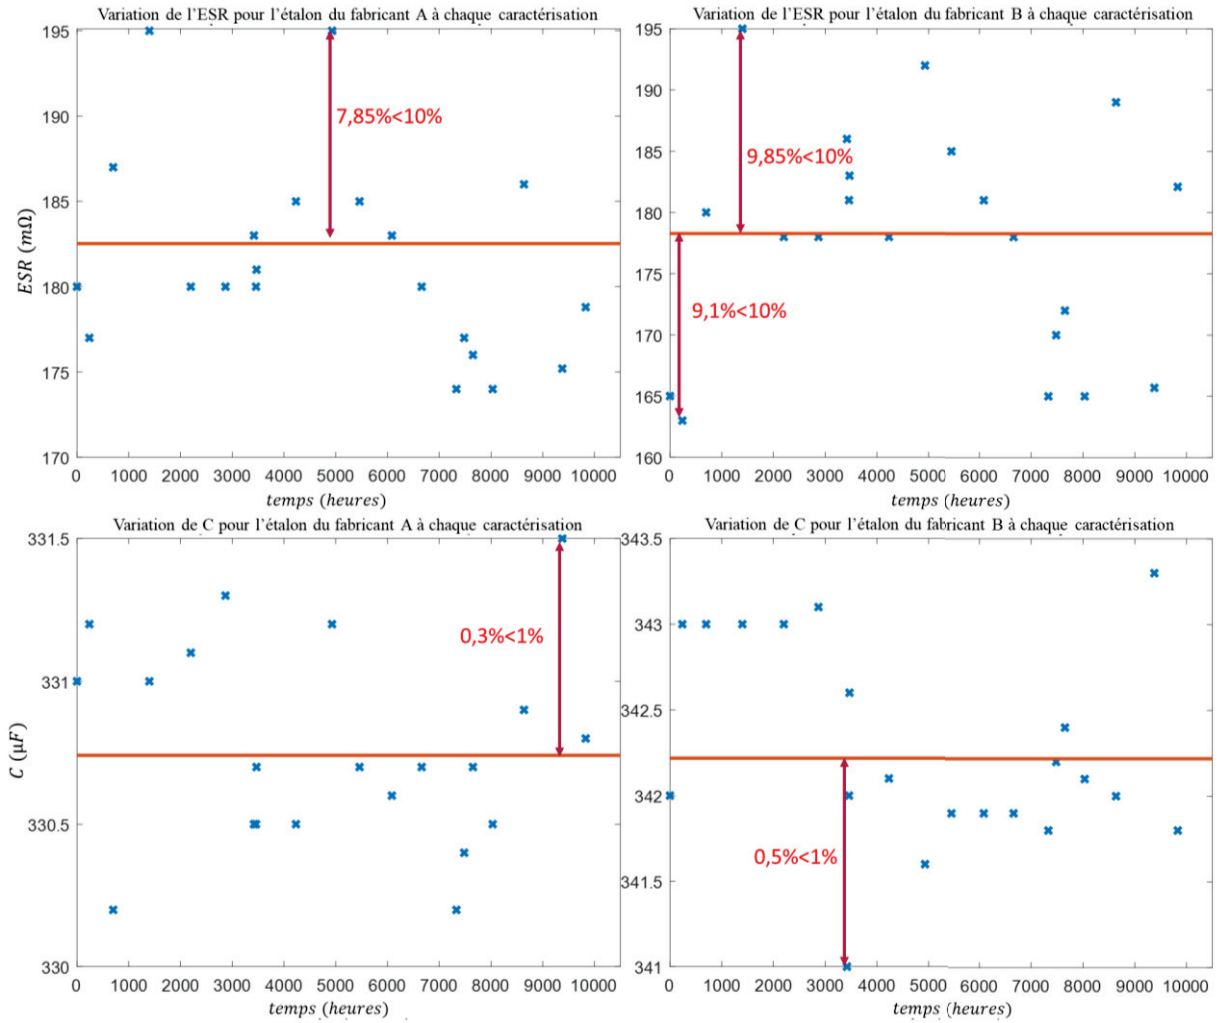 Variation de l'ESR pour l'étalon du fabricant A à chaque caractérisation
195
190
185
180
175
170
ESR (mΩ)
7,85%<10%
0 1000 2000 3000 4000 5000 6000 7000 8000 9000 10000
temps (heures)
Variation de l'ESR pour l'étalon du fabricant B à chaque caractérisation
195
190
185
180
175
170
165
160
9,85%<10%
9,1%<10%
0 1000 2000 3000 4000 5000 6000 7000 8000 9000 10000
temps (heures)
Variation de C pour l'étalon du fabricant A à chaque caractérisation
331.5
331
330.5
330
C (μF)
0,3%<1%
0 1000 2000 3000 4000 5000 6000 7000 8000 9000 10000
temps (heures)
Variation de C pour l'étalon du fabricant B à chaque caractérisation
343.5
343
342.5
342
341.5
341
0,5%<1%
0 1000 2000 3000 4000 5000 6000 7000 8000 9000 10000
temps (heures)